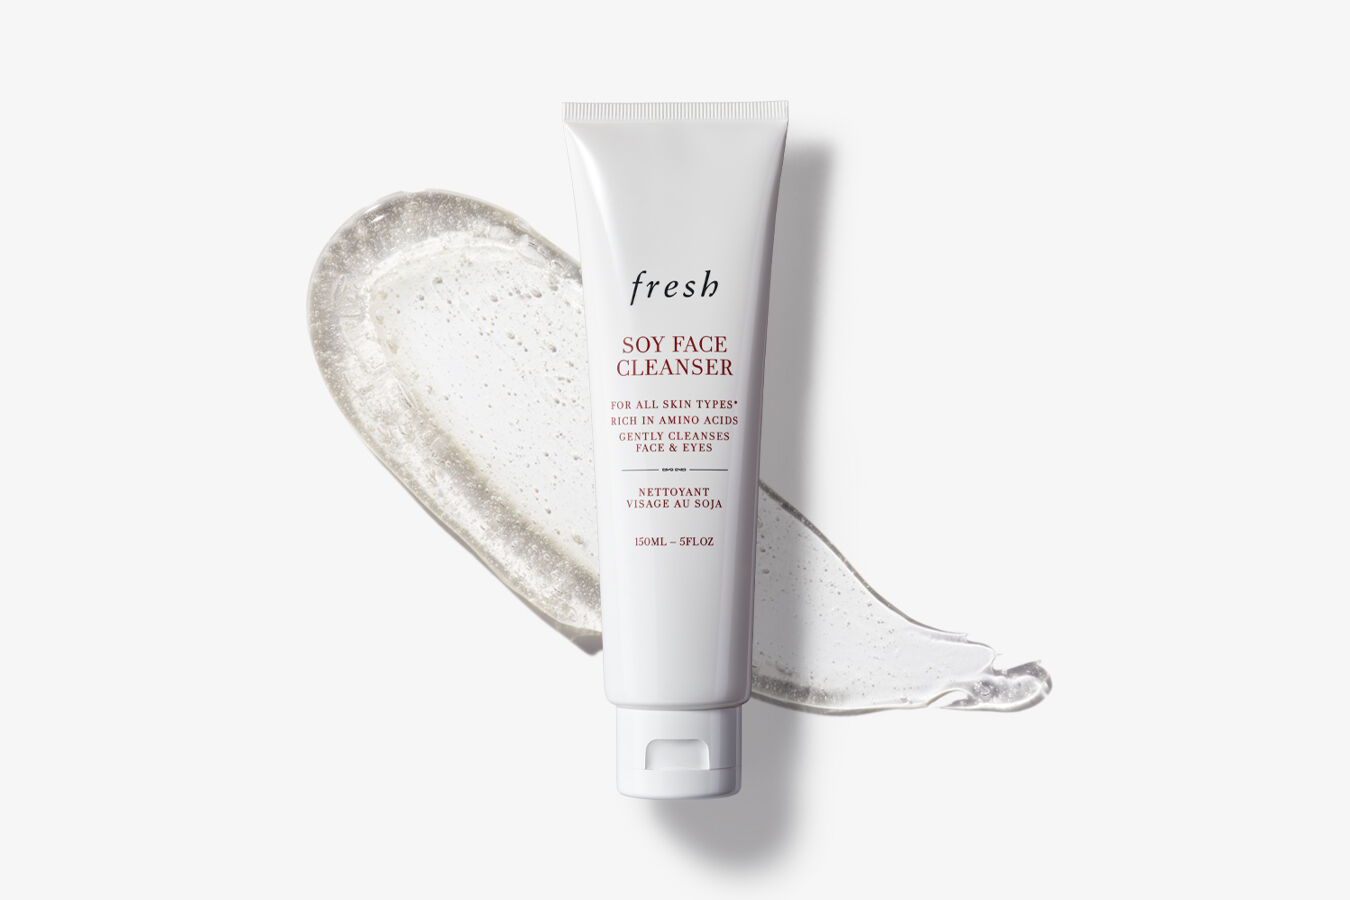 fresh
SOY FACE
CLEANSER
FOR ALL SKIN TYPES*
RICH IN AMINO ACIDS
GENTLY CLEANSES
FACE & EYES
NETTOYANT
VISAGE AU SOJA
150ML – 5FLOZ